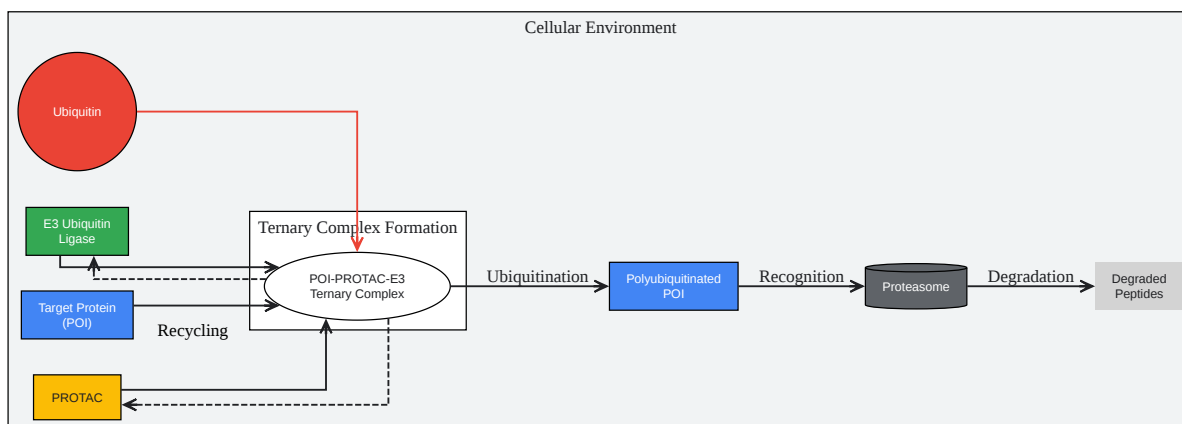 Cellular Environment
Ubiquitin
E3 Ubiquitin
Ligase
Ternary Complex Formation
POI-PROTAC-E3
Ternary Complex
Ubiquitination
Polyubiquitinated
POI
Recognition
Proteasome
Degradation
Degraded
Peptides
Target Protein
(POI)
Recycling
PROTAC